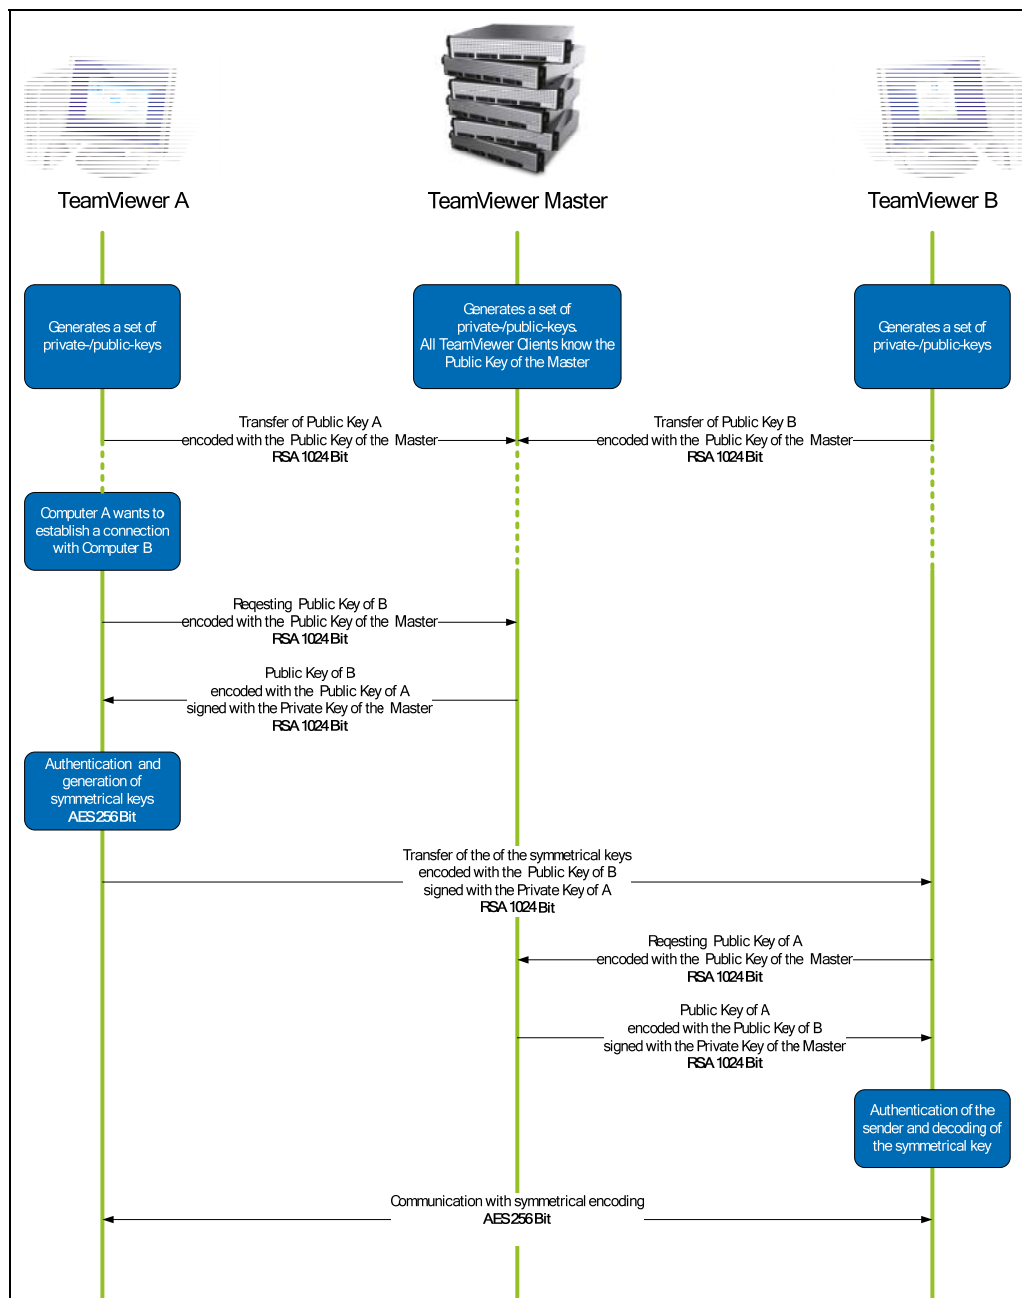 TeamViewer A
TeamViewer Master
TeamViewer B
Generates a set of
private-/public-keys
Generates a set of
private-/public-keys.
All TeamViewer Clients know the
Public Key of the Master
Generates a set of
private-/public-keys
Transfer of Public Key A
encoded with the Public Key of the Master
RSA 1024 Bit
Transfer of Public Key B
encoded with the Public Key of the Master
RSA 1024 Bit
Computer A wants to
establish a connection
with Computer B
Reqesting Public Key of B
encoded with the Public Key of the Master
RSA 1024 Bit
Public Key of B
encoded with the Public Key of A
signed with the Private Key of the Master
RSA 1024 Bit
Authentication and
generation of
symmetrical keys
AES 256 Bit
Transfer of the of the symmetrical keys
encoded with the Public Key of B
signed with the Private Key of A
RSA 1024 Bit
Reqesting Public Key of A
encoded with the Public Key of the Master
RSA 1024 Bit
Public Key of A
encoded with the Public Key of B
signed with the Private Key of the Master
RSA 1024 Bit
Authentication of the
sender and decoding of
the symmetrical key
Communication with symmetrical encoding
AES 256 Bit